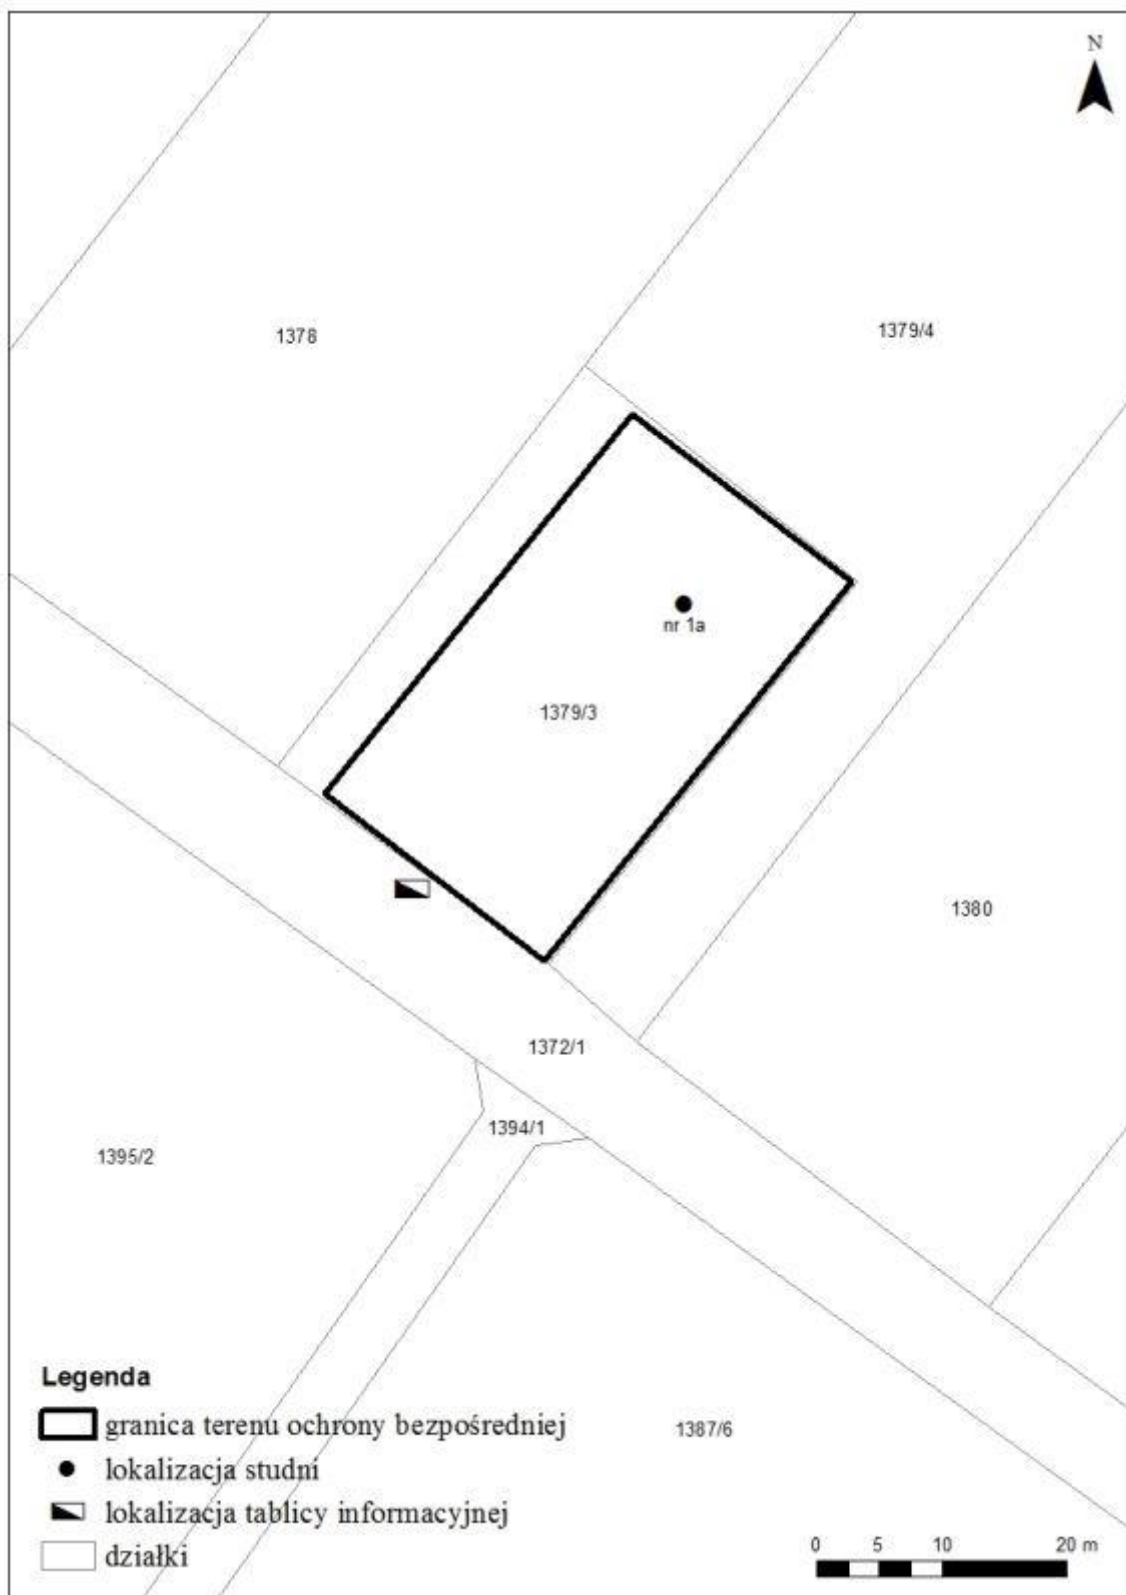 N
1378
1379/4
nr 1a
1379/3
1380
1372/1
1394/1
1395/2
Legenda
granica terenu ochrony bezpośredniej
lokalizacja studni
lokalizacja tablicy informacyjnej
działki
1387/6
0 5 10 20 m